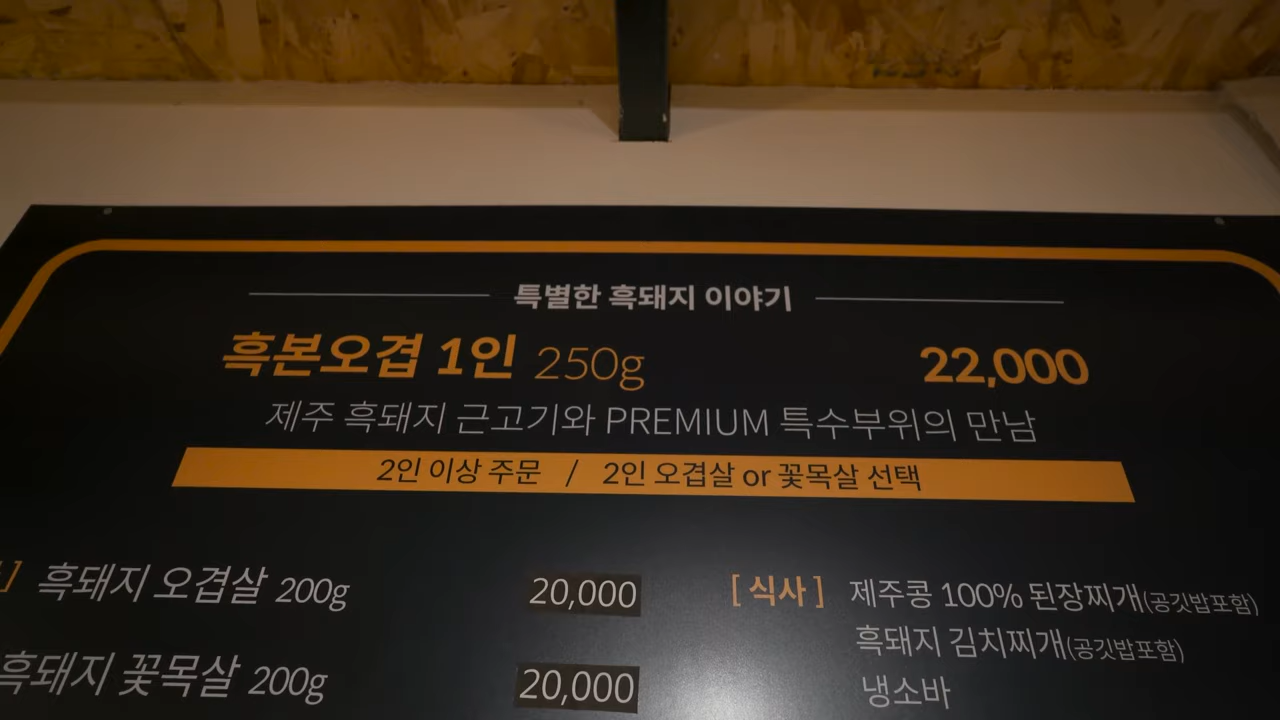 특별한 흑돼지 이야기
흑본오겹 1인 250g 22,000
제주 흑돼지 근고기와 PREMIUM 특수부위의 만남
2인 이상 주문 / 2인 오겹살 or 꽃목살 선택
] 흑돼지 오겹살 200g 20,000
흑돼지 꽃목살 200g 20,000
[ 식사 ] 제주콩 100% 된장찌개(공깃밥포함)
흑돼지 김치찌개(공깃밥포함)
냉소바